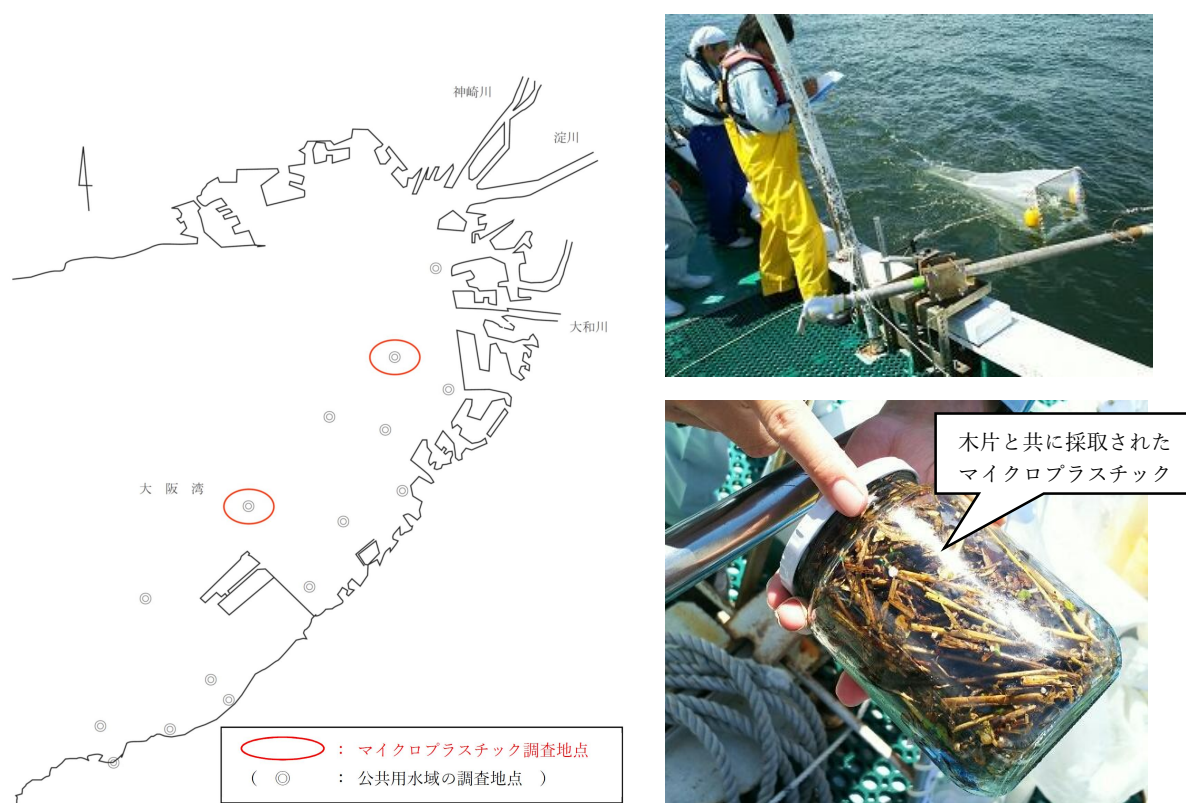 神崎川
淀川
大和川
大 阪 湾
： マイクロプラスチック調査地点
（ ◎ ： 公共用水域の調査地点 ）
木片と共に採取された
マイクロプラスチック